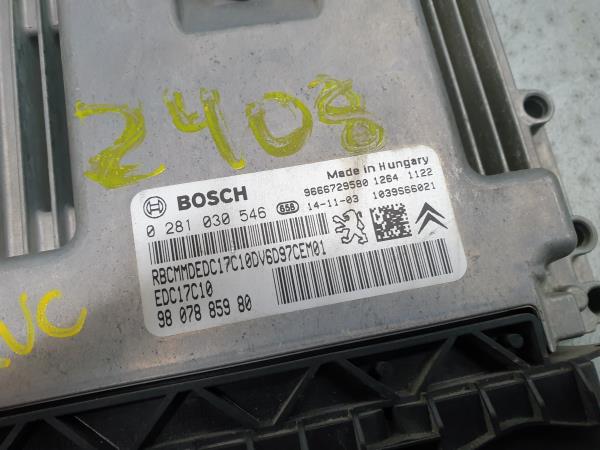 2408
BOSCH
Made in Hungary
9666729580 1264 1122
0 281 030 546 858 14-11-03 1039S66021
RBCMMDEDC17C10DV6D97CEM01
EDC17C10
98 078 859 80